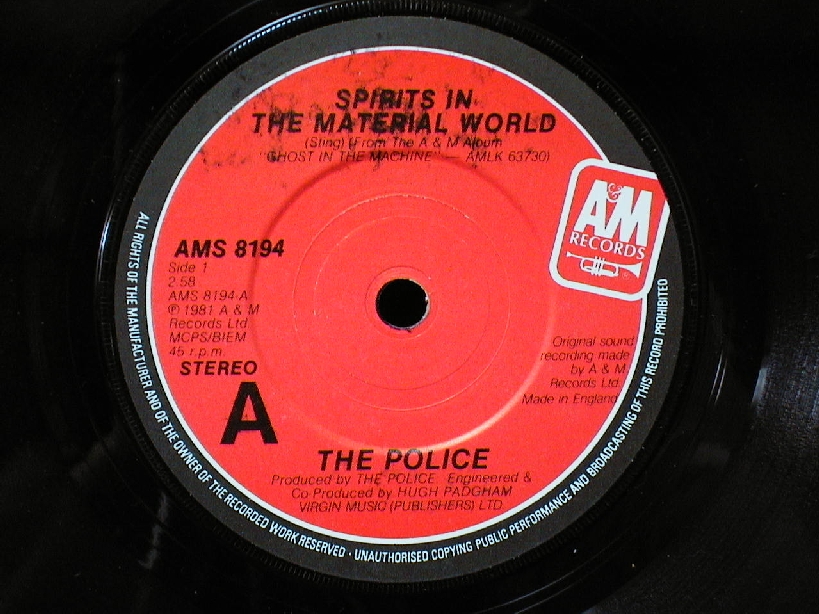 SPIRITS IN
THE MATERIAL WORLD
(Sting) (From The A & M Album
"GHOST IN THE MACHINE" — AMLK 63730)
A&M
RECORDS
AMS 8194
Side 1
2.58
AMS 8194 A
℗ 1981 A & M
Records Ltd.
MCPS/BIEM
45 r.p.m.
STEREO
A
Original sound
recording made
by A & M
Records Ltd.
Made in England
THE POLICE
Produced by THE POLICE Engineered &
Co Produced by HUGH PADGHAM
VIRGIN MUSIC (PUBLISHERS) LTD.
ALL RIGHTS OF THE MANUFACTURER AND OF THE OWNER OF THE RECORDED WORK RESERVED · UNAUTHORISED COPYING PUBLIC PERFORMANCE AND BROADCASTING OF THIS RECORD PROHIBITED